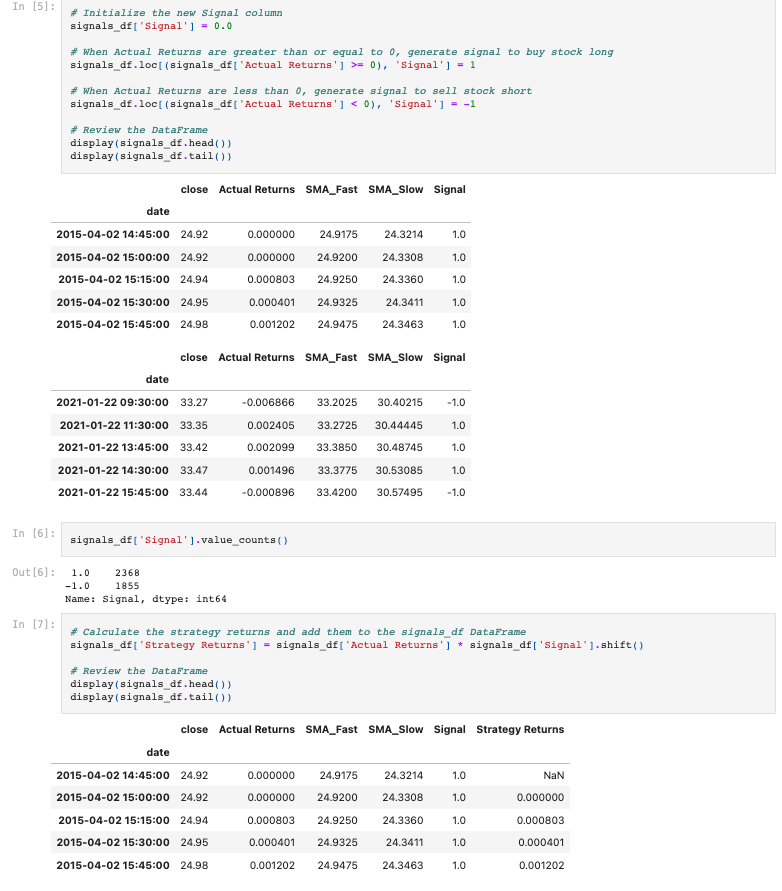 In [5]:
# Initialize the new Signal column
signals_df['Signal'] = 0.0
# When Actual Returns are greater than or equal to 0, generate signal to buy stock long
signals_df.loc[(signals_df['Actual Returns'] >= 0), 'Signal'] = 1
# When Actual Returns are less than 0, generate signal to sell stock short
signals_df.loc[(signals_df['Actual Returns'] < 0), 'Signal'] = -1
# Review the DataFrame
display(signals_df.head())
display(signals_df.tail())
close Actual Returns SMA_Fast SMA_Slow Signal
date
2015-04-02 14:45:00 24.92 0.000000 24.9175 24.3214 1.0
2015-04-02 15:00:00 24.92 0.000000 24.9200 24.3308 1.0
2015-04-02 15:15:00 24.94 0.000803 24.9250 24.3360 1.0
2015-04-02 15:30:00 24.95 0.000401 24.9325 24.3411 1.0
2015-04-02 15:45:00 24.98 0.001202 24.9475 24.3463 1.0
close Actual Returns SMA_Fast SMA_Slow Signal
date
2021-01-22 09:30:00 33.27 -0.006866 33.2025 30.40215 -1.0
2021-01-22 11:30:00 33.35 0.002405 33.2725 30.44445 1.0
2021-01-22 13:45:00 33.42 0.002099 33.3850 30.48745 1.0
2021-01-22 14:30:00 33.47 0.001496 33.3775 30.53085 1.0
2021-01-22 15:45:00 33.44 -0.000896 33.4200 30.57495 -1.0
In [6]:
signals_df['Signal'].value_counts()
Out[6]:
1.0 2368
-1.0 1855
Name: Signal, dtype: int64
In [7]:
# Calculate the strategy returns and add them to the signals_df DataFrame
signals_df['Strategy Returns'] = signals_df['Actual Returns'] * signals_df['Signal'].shift()
# Review the DataFrame
display(signals_df.head())
display(signals_df.tail())
close Actual Returns SMA_Fast SMA_Slow Signal Strategy Returns
date
2015-04-02 14:45:00 24.92 0.000000 24.9175 24.3214 1.0 NaN
2015-04-02 15:00:00 24.92 0.000000 24.9200 24.3308 1.0 0.000000
2015-04-02 15:15:00 24.94 0.000803 24.9250 24.3360 1.0 0.000803
2015-04-02 15:30:00 24.95 0.000401 24.9325 24.3411 1.0 0.000401
2015-04-02 15:45:00 24.98 0.001202 24.9475 24.3463 1.0 0.001202